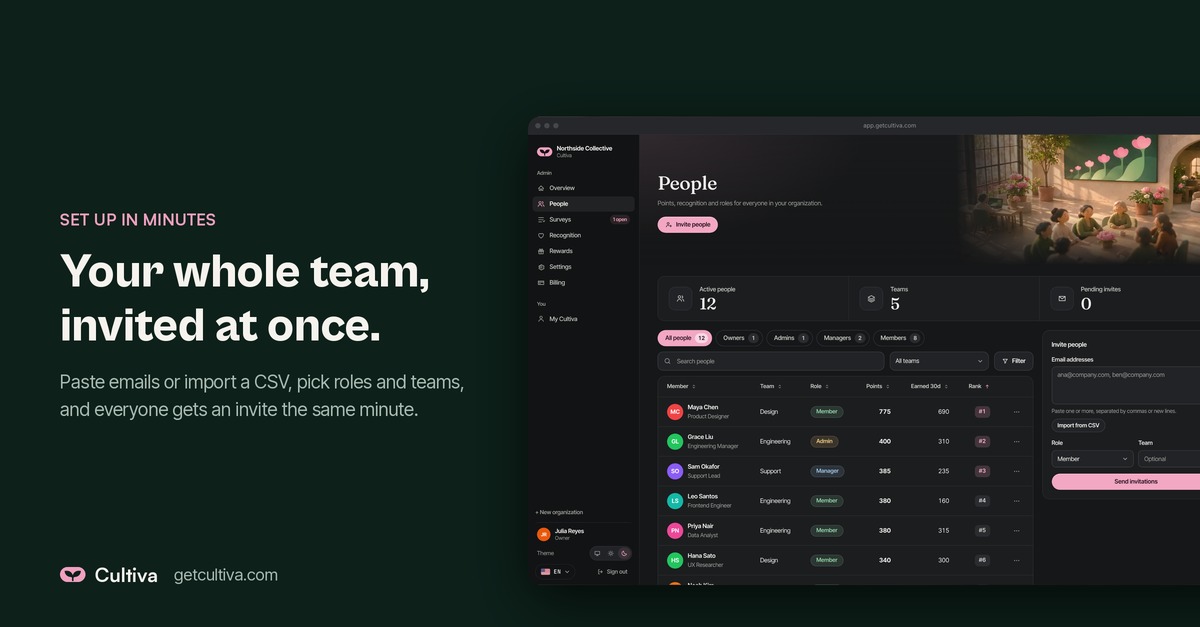 SET UP IN MINUTES
Your whole team,
invited at once.
Paste emails or import a CSV, pick roles and teams,
and everyone gets an invite the same minute.
Cultiva getcultiva.com
app.getcultiva.com
Northside Collective
Cultiva
Admin
Overview
People
Surveys 1 open
Recognition
Rewards
Settings
Billing
You
My Cultiva
+ New organization
JR Julia Reyes
Owner
Theme
EN Sign out
People
Points, recognition and roles for everyone in your organization.
Invite people
Active people
12
Teams
5
Pending invites
0
All people 12 Owners 1 Admins 1 Managers 2 Members 8
Search people All teams Filter
Member Team Role Points Earned 30d Rank
MC Maya Chen Design Member 775 690 #1
Product Designer
GL Grace Liu Engineering Admin 400 310 #2
Engineering Manager
SO Sam Okafor Support Manager 385 235 #3
Support Lead
LS Leo Santos Engineering Member 380 160 #4
Frontend Engineer
PN Priya Nair Engineering Member 380 315 #5
Data Analyst
HS Hana Sato Design Member 340 300 #6
UX Researcher
Invite people
Email addresses
ana@company.com, ben@company.com
Paste one or more, separated by commas or new lines.
Import from CSV
Role Team
Member Optional
Send invitations